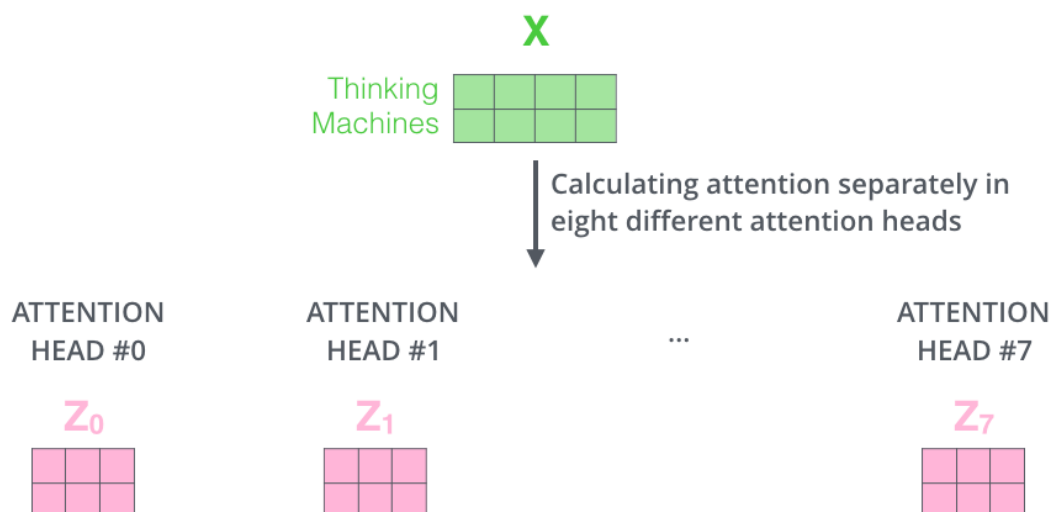 X
Thinking
Machines
Calculating attention separately in
eight different attention heads
ATTENTION
HEAD #0
ATTENTION
HEAD #1
...
ATTENTION
HEAD #7
Z0
Z1
Z7